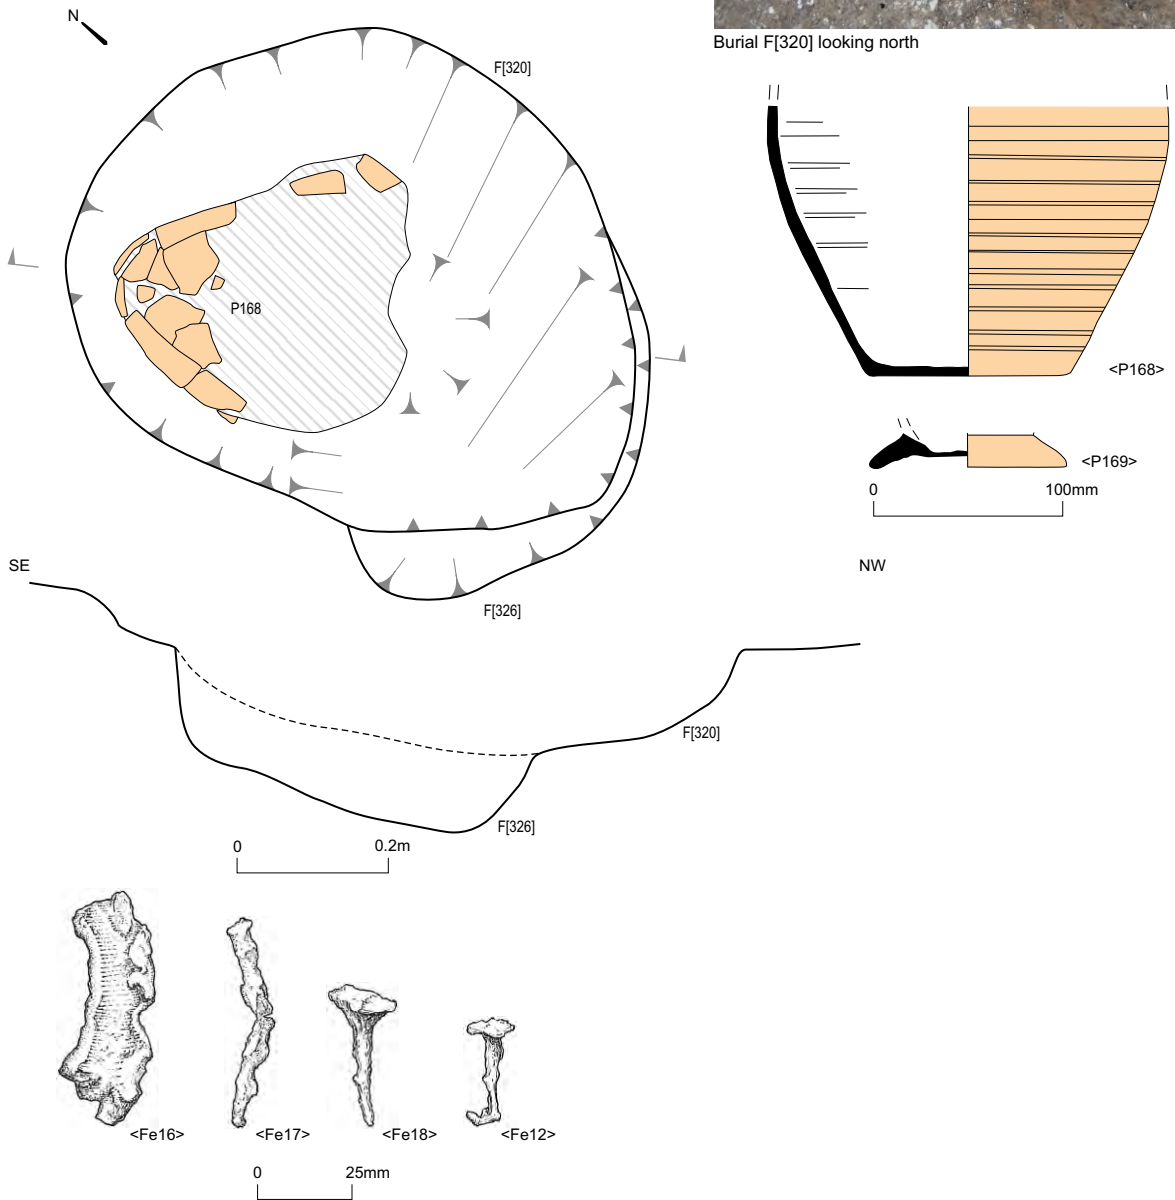 N
F[320]
Burial F[320] looking north
P168
<P168>
<P169>
0 100mm
SE NW
F[326]
F[320]
F[326]
0 0.2m
<Fe16> <Fe17> <Fe18> <Fe12>
0 25mm